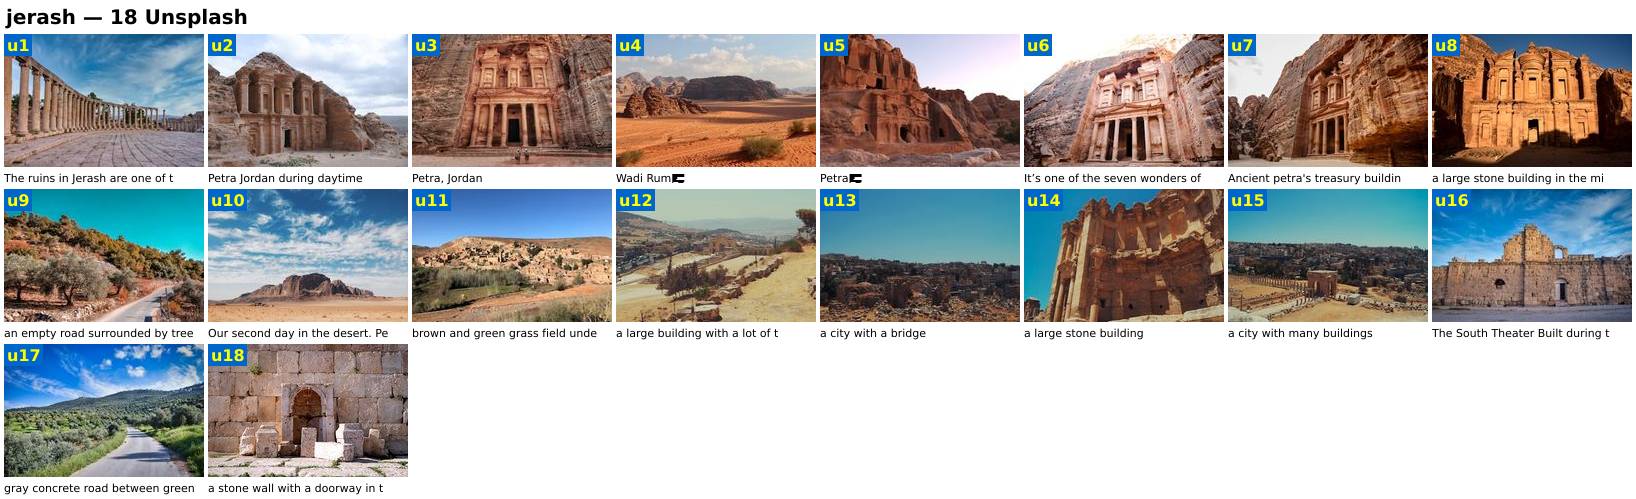 jerash — 18 Unsplash
u1 u2 u3 u4 u5 u6 u7 u8
The ruins in Jerash are one of t Petra Jordan during daytime Petra, Jordan Wadi Rum Petra It’s one of the seven wonders of Ancient petra's treasury buildin a large stone building in the mi
u9 u10 u11 u12 u13 u14 u15 u16
an empty road surrounded by tree Our second day in the desert. Pe brown and green grass field unde a large building with a lot of t a city with a bridge a large stone building a city with many buildings The South Theater Built during t
u17 u18
gray concrete road between green a stone wall with a doorway in t